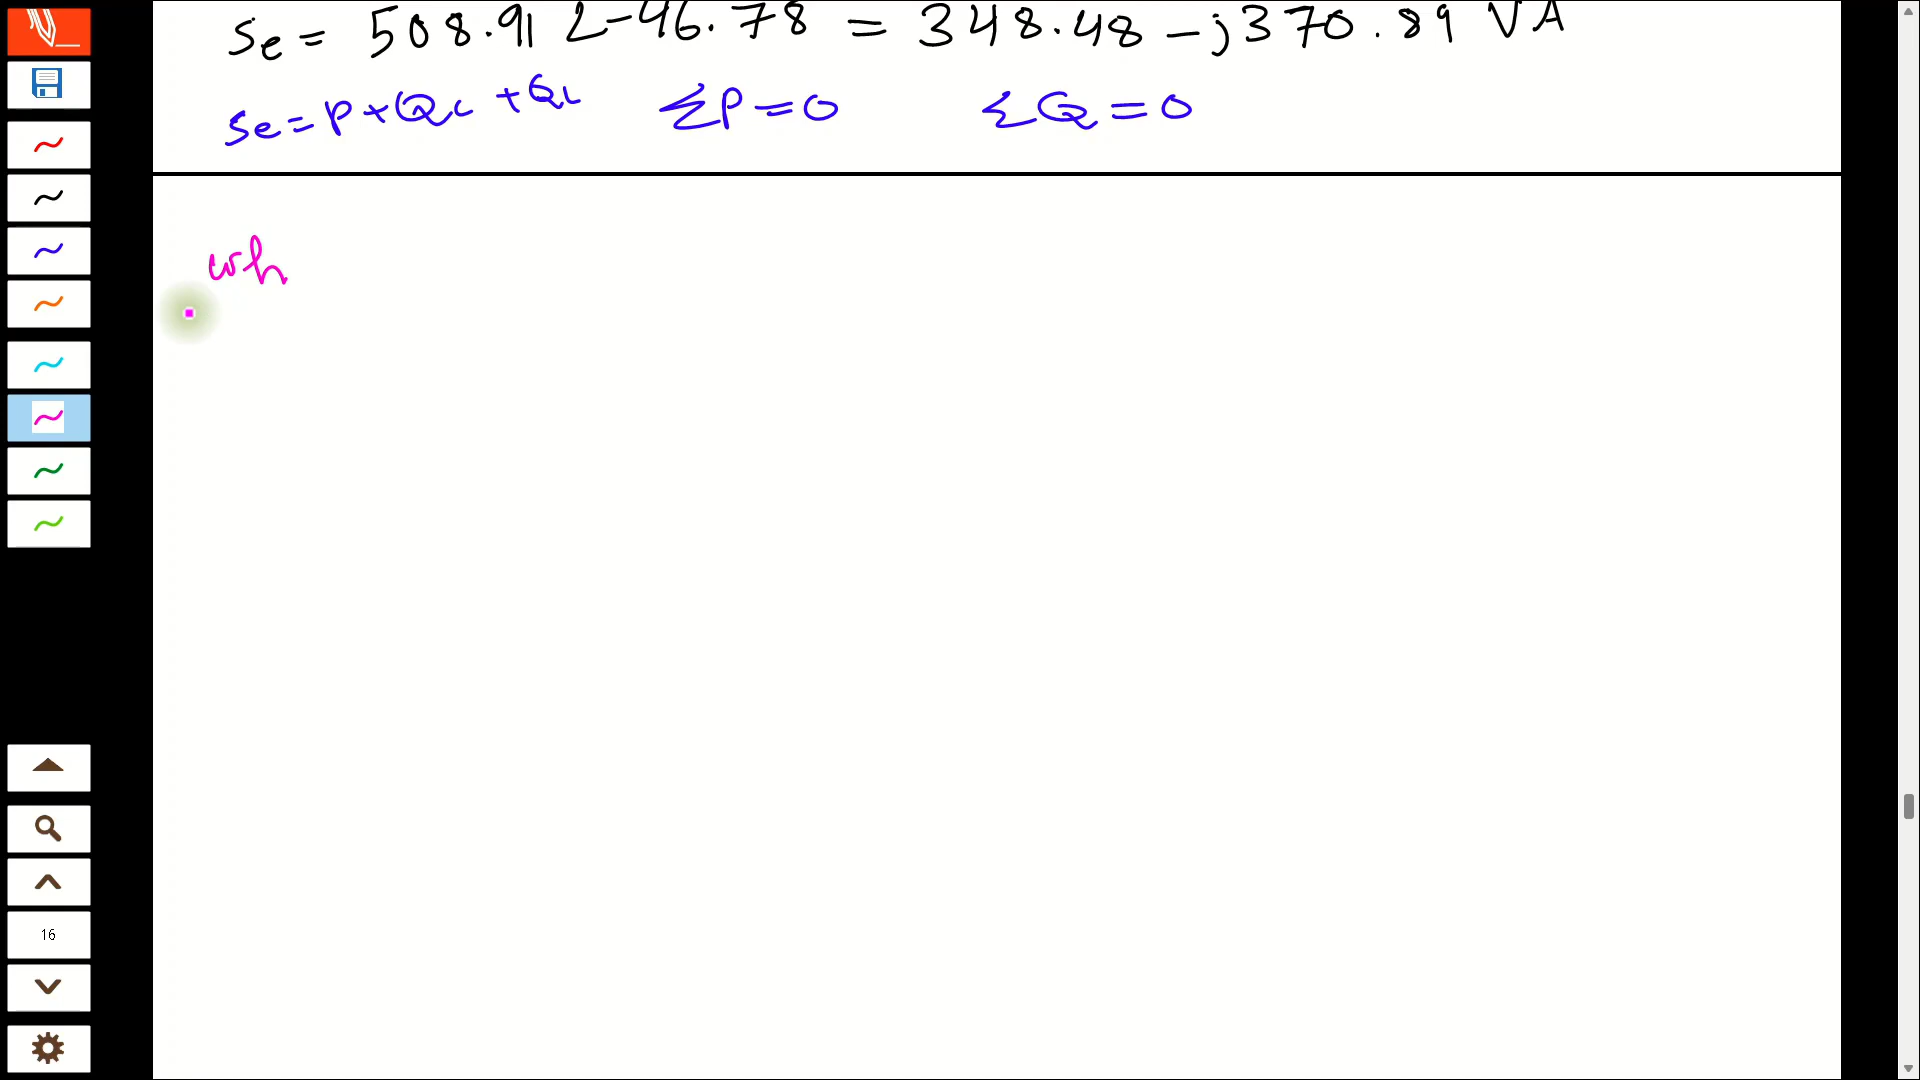 Se = 508.91 ∠-46.78 = 348.48 - j370.89 VA
Se = P + QC + QL ΣP = 0 ΣQ = 0
wh
16